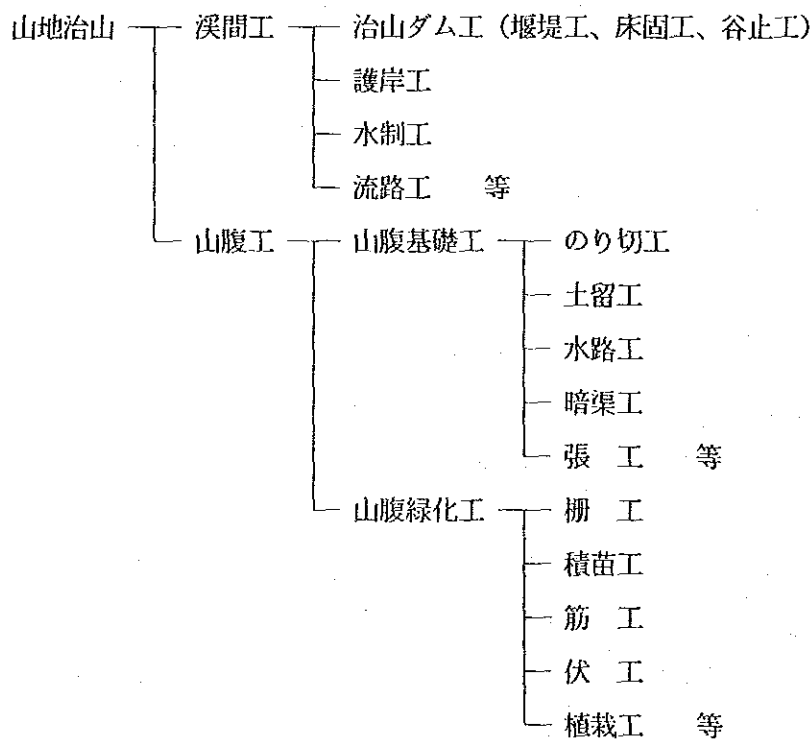 山地治山 溪間工 治山ダム工（堰堤工、床固工、谷止工）
護岸工
水制工
流路工 等
山腹工 山腹基礎工 のり切工
土留工
水路工
暗渠工
張 工 等
山腹緑化工 柵 工
積苗工
筋 工
伏 工
植栽工 等